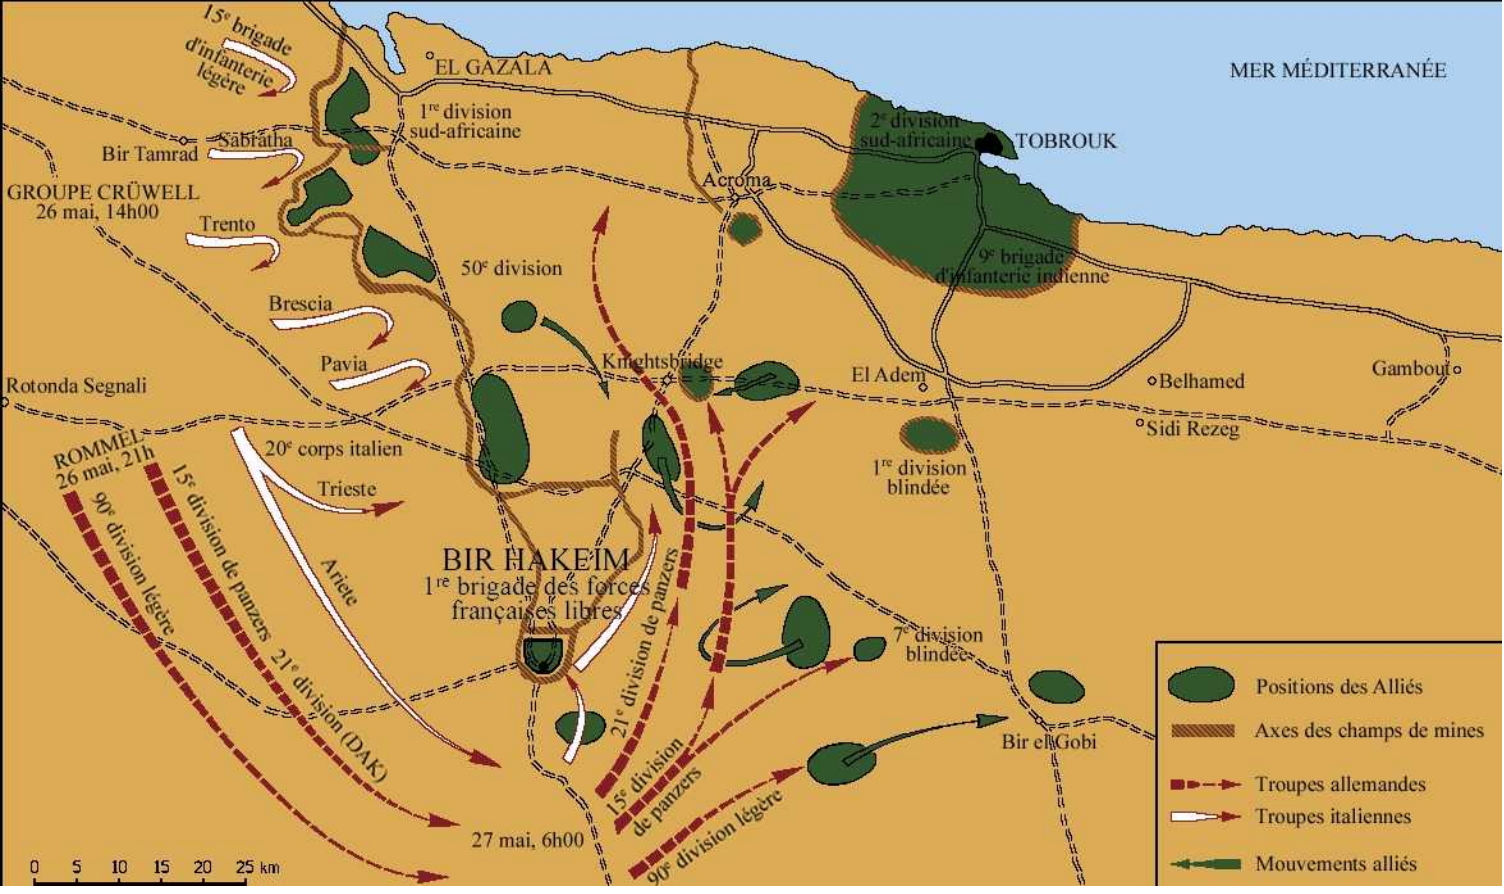 15e brigade
d'infanterie
légère
EL GAZALA
MER MÉDITERRANÉE
1re division
sud-africaine
2e division
sud-africaine
TOBROUK
Bir Tamrad
Sabratha
Acroma
GROUPE CRÜWELL
26 mai, 14h00
Trento
50e division
9e brigade
d'infanterie indienne
Brescia
Pavia
Knightsbridge
El Adem
Belhamed
Gambout
Rotonda Segnali
Sidi Rezeg
ROMMEL
26 mai, 21h
20e corps italien
Trieste
1re division
blindée
90e division légère
15e division de panzers
21e division (DAK)
Ariete
BIR HAKEIM
1re brigade des forces
françaises libres
21e division de panzers
7e division
blindée
Bir el Gobi
15e division
de panzers
90e division légère
27 mai, 6h00
0 5 10 15 20 25 km
Positions des Alliés
Axes des champs de mines
Troupes allemandes
Troupes italiennes
Mouvements alliés